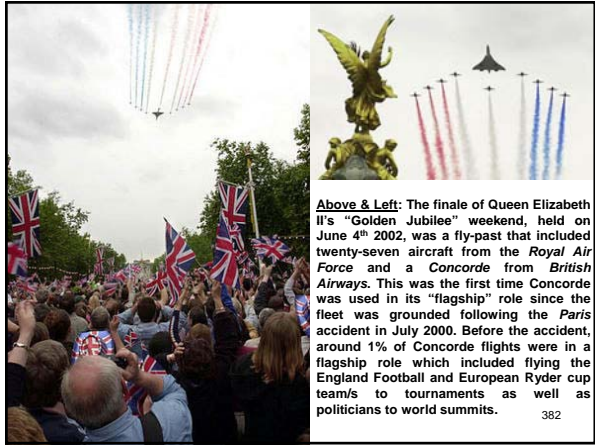 Above & Left: The finale of Queen Elizabeth
II's "Golden Jubilee" weekend, held on
June 4th 2002, was a fly-past that included
twenty-seven aircraft from the Royal Air
Force and a Concorde from British
Airways. This was the first time Concorde
was used in its "flagship" role since the
fleet was grounded following the Paris
accident in July 2000. Before the accident,
around 1% of Concorde flights were in a
flagship role which included flying the
England Football and European Ryder cup
team/s to tournaments as well as
politicians to world summits.
382